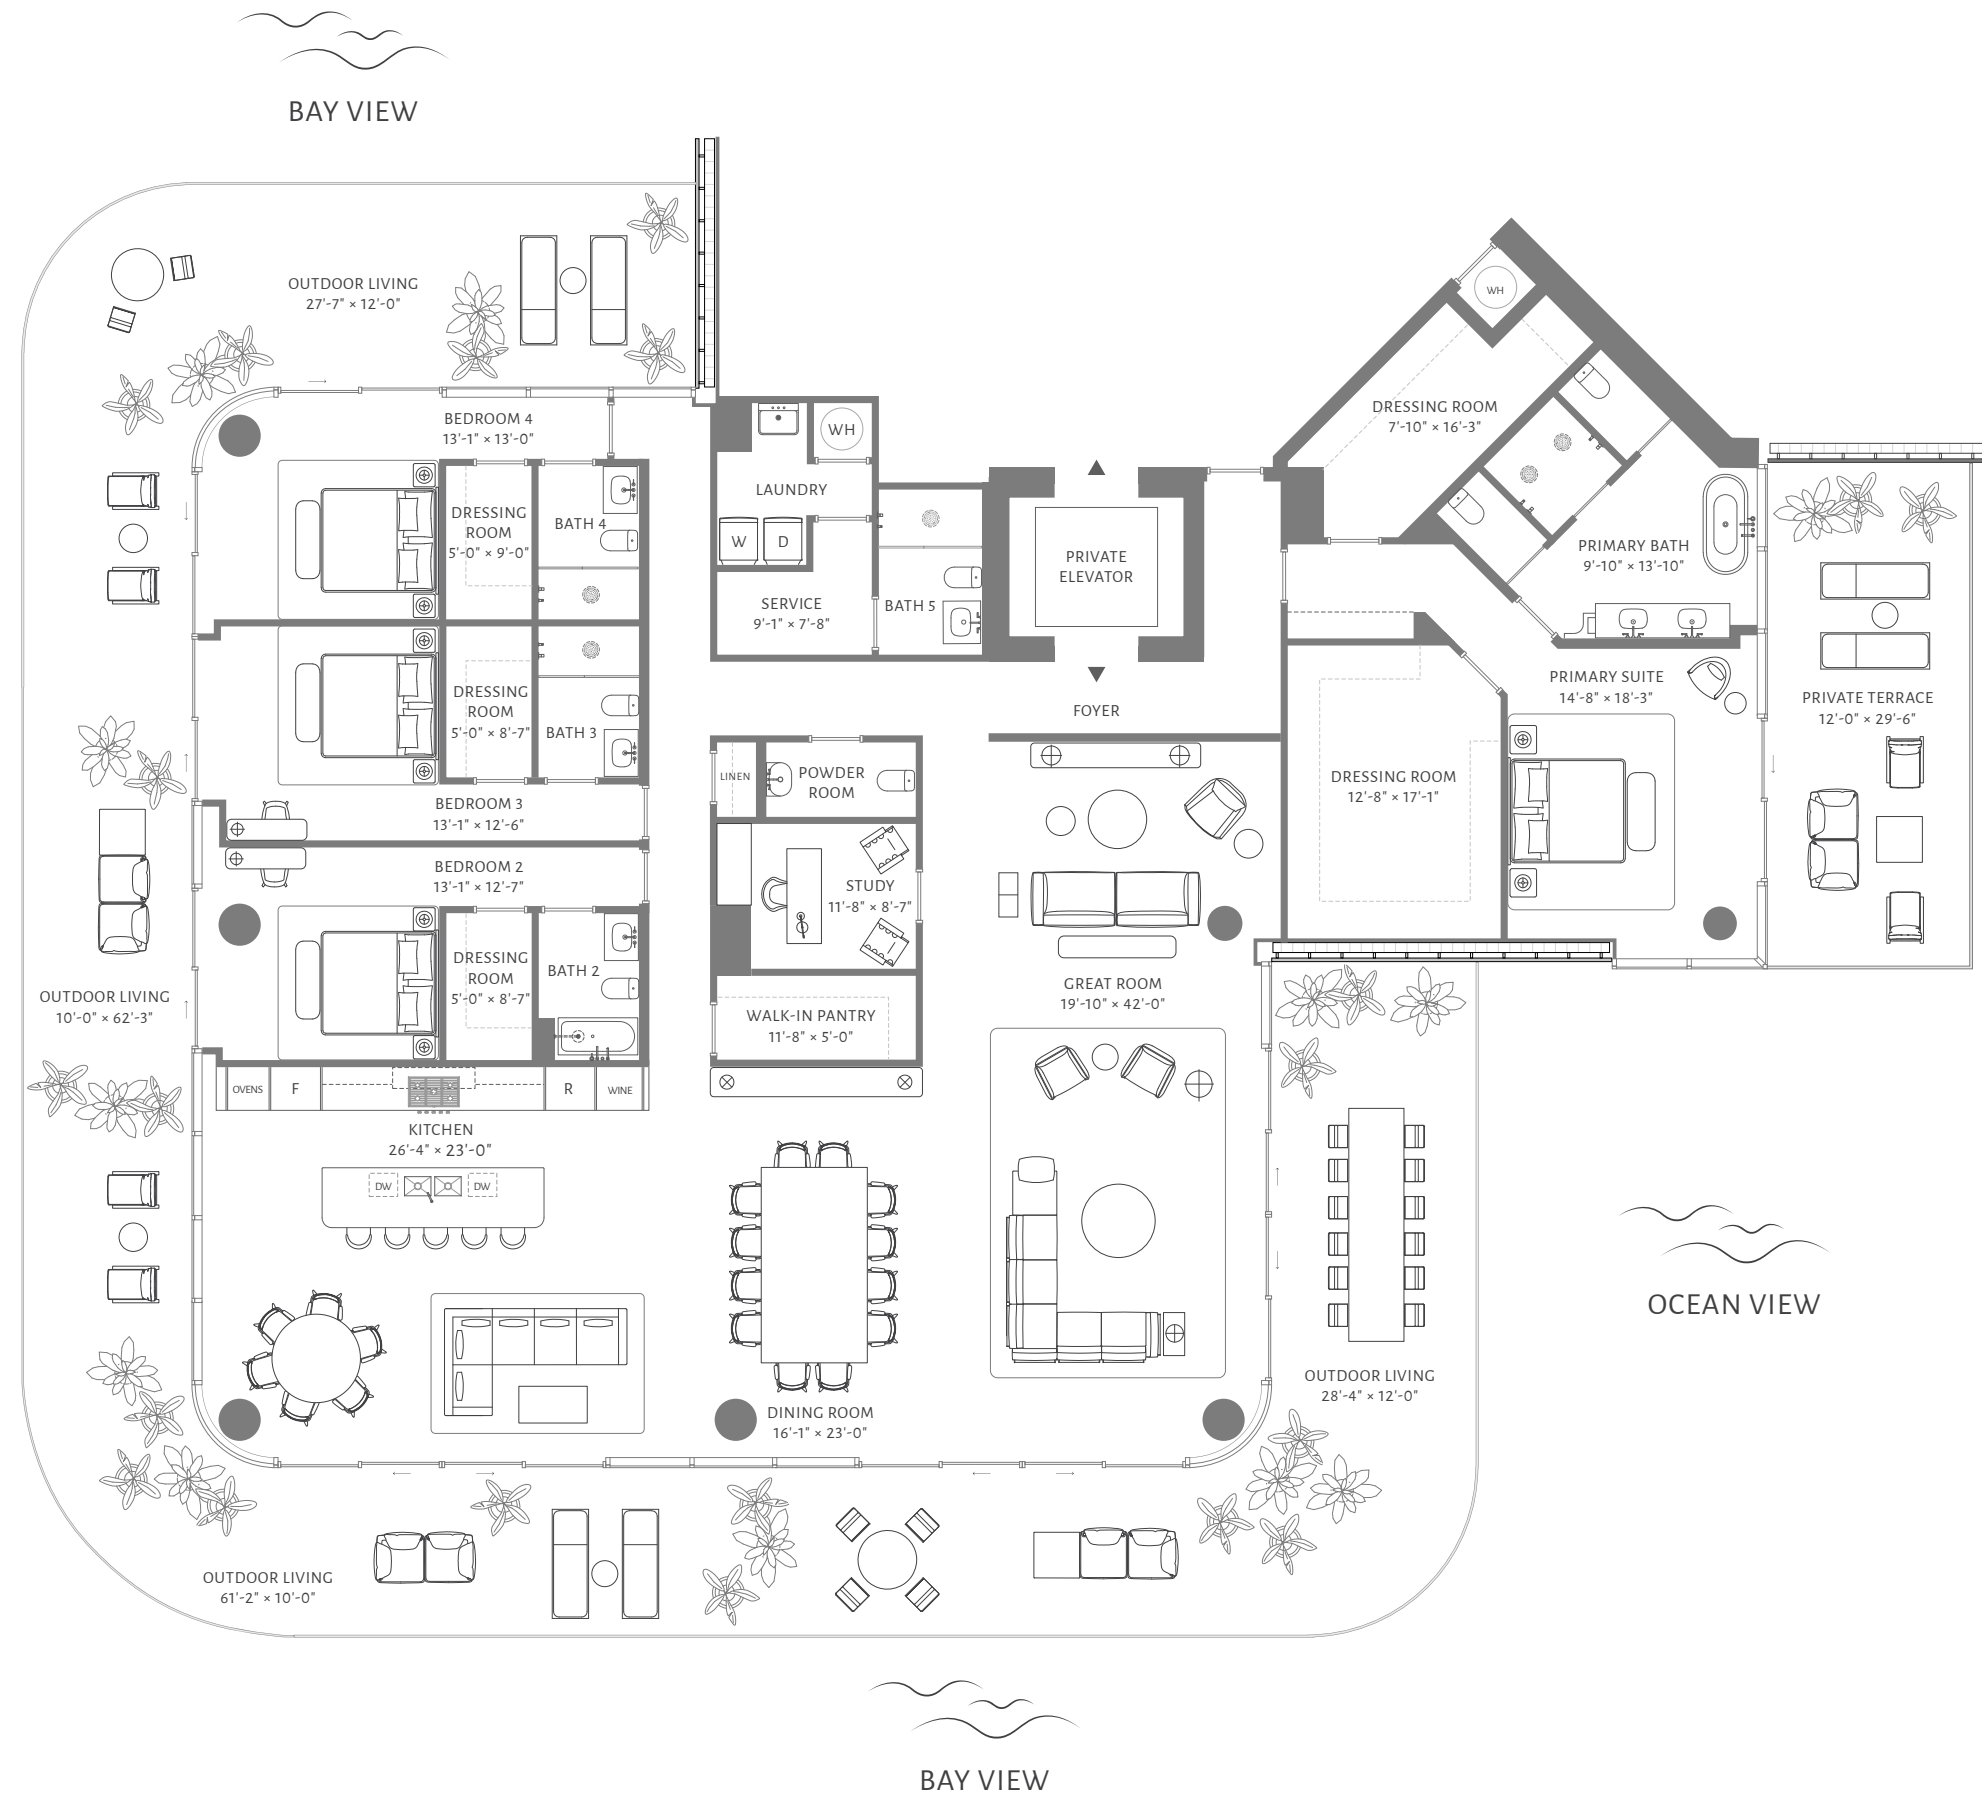 BAY VIEW
OUTDOOR LIVING
27'-7" × 12'-0"
BEDROOM 4
13'-1" × 13'-0"
DRESSING
ROOM
5'-0" × 9'-0"
BATH 4
WH
LAUNDRY
W
D
SERVICE
9'-1" × 7'-8"
BATH 5
PRIVATE
ELEVATOR
FOYER
WH
DRESSING ROOM
7'-10" × 16'-3"
PRIMARY BATH
9'-10" × 13'-10"
PRIMARY SUITE
14'-8" × 18'-3"
PRIVATE TERRACE
12'-0" × 29'-6"
DRESSING ROOM
12'-8" × 17'-1"
DRESSING
ROOM
5'-0" × 8'-7"
BATH 3
BEDROOM 3
13'-1" × 12'-6"
LINEN
POWDER
ROOM
BEDROOM 2
13'-1" × 12'-7"
STUDY
11'-8" × 8'-7"
DRESSING
ROOM
5'-0" × 8'-7"
BATH 2
OUTDOOR LIVING
10'-0" × 62'-3"
WALK-IN PANTRY
11'-8" × 5'-0"
GREAT ROOM
19'-10" × 42'-0"
OVENS
F
R
WINE
KITCHEN
26'-4" × 23'-0"
DW
DW
OCEAN VIEW
OUTDOOR LIVING
28'-4" × 12'-0"
DINING ROOM
16'-1" × 23'-0"
OUTDOOR LIVING
61'-2" × 10'-0"
BAY VIEW